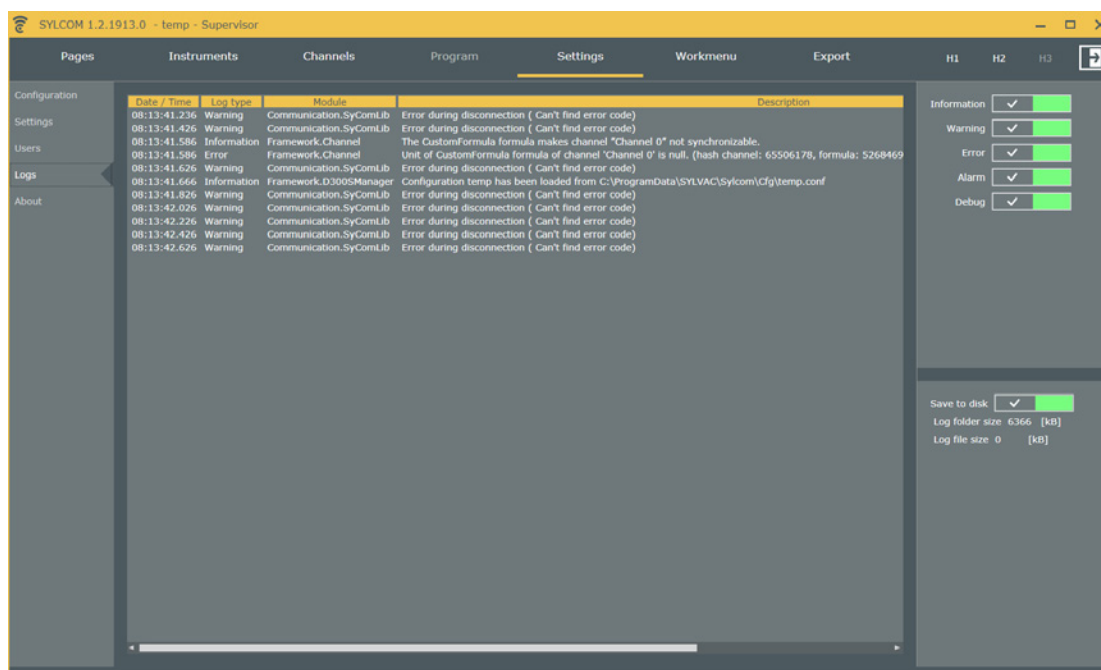 SYLCOM 1.2.1913.0 - temp - Supervisor
Pages Instruments Channels Program Settings Workmenu Export H1 H2 H3
Configuration
Settings
Users
Logs
About
Date / Time Log type Module Description
08:13:41.236 Warning Communication.SyComLib Error during disconnection ( Can't find error code)
08:13:41.426 Warning Communication.SyComLib Error during disconnection ( Can't find error code)
08:13:41.586 Information Framework.Channel The CustomFormula formula makes channel "Channel 0" not synchronizable.
08:13:41.586 Error Framework.Channel Unit of CustomFormula formula of channel 'Channel 0' is null. (hash channel: 65506178, formula: 5268469
08:13:41.626 Warning Communication.SyComLib Error during disconnection ( Can't find error code)
08:13:41.666 Information Framework.D300SManager Configuration temp has been loaded from C:\ProgramData\SYLVAC\Sylcom\Cfg\temp.conf
08:13:41.826 Warning Communication.SyComLib Error during disconnection ( Can't find error code)
08:13:42.026 Warning Communication.SyComLib Error during disconnection ( Can't find error code)
08:13:42.226 Warning Communication.SyComLib Error during disconnection ( Can't find error code)
08:13:42.426 Warning Communication.SyComLib Error during disconnection ( Can't find error code)
08:13:42.626 Warning Communication.SyComLib Error during disconnection ( Can't find error code)
Information
Warning
Error
Alarm
Debug
Save to disk
Log folder size 6366 [kB]
Log file size 0 [kB]